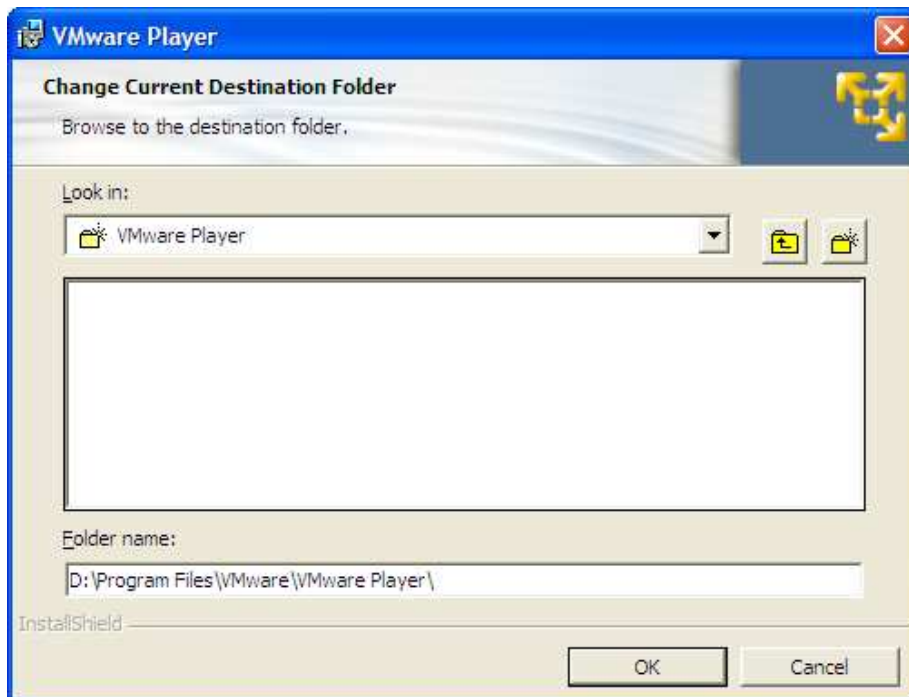 VMware Player
Change Current Destination Folder
Browse to the destination folder.
Look in:
VMware Player
Folder name:
D:\Program Files\VMware\VMware Player\
InstallShield
OK Cancel